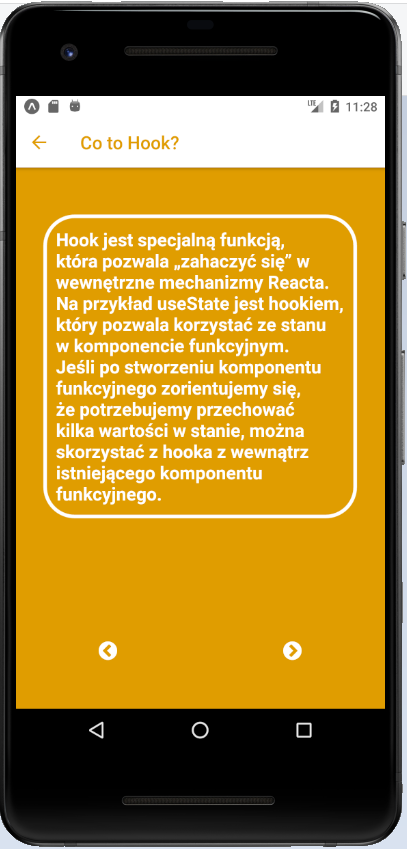 LTE 11:28
Co to Hook?
Hook jest specjalną funkcją,
która pozwala „zahaczyć się” w
wewnętrzne mechanizmy Reacta.
Na przykład useState jest hookiem,
który pozwala korzystać ze stanu
w komponencie funkcyjnym.
Jeśli po stworzeniu komponentu
funkcyjnego zorientujemy się,
że potrzebujemy przechować
kilka wartości w stanie, można
skorzystać z hooka z wewnątrz
istniejącego komponentu
funkcyjnego.